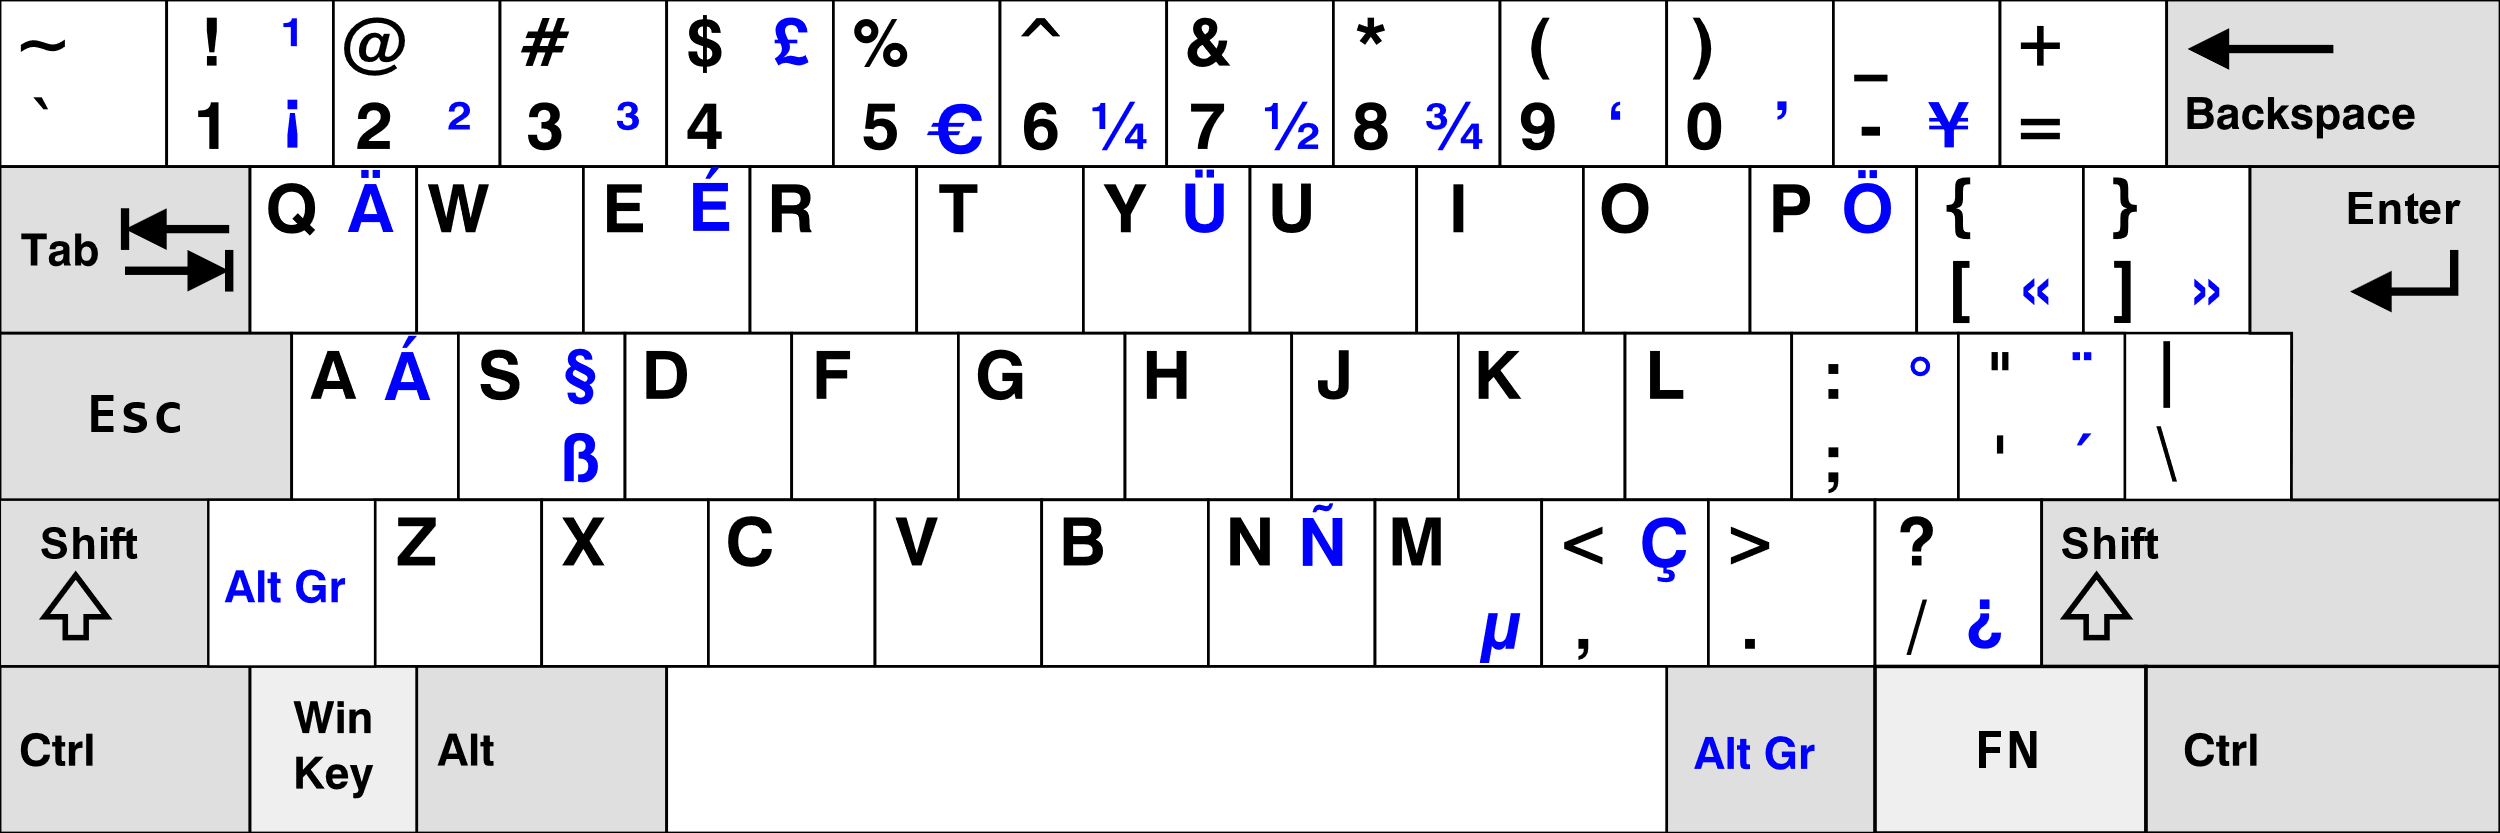 ~ ! ¹ @ # $ £ % ^ & * ( ) _ +
` 1 ¡ 2 ² 3 ³ 4 5 € 6 ¼ 7 ½ 8 ¾ 9 ‘ 0 ’ - ¥ = Backspace
Tab Q Ä W E É R T Y Ü U I O P Ö { } Enter
[ « ] »
Esc A Á S § D F G H J K L : ° " ¨ |
ß ; ' ´ \
Shift Alt Gr Z X C V B N Ñ M < Ç > ? Shift
µ , . / ¿
Ctrl Win Key Alt Alt Gr FN Ctrl